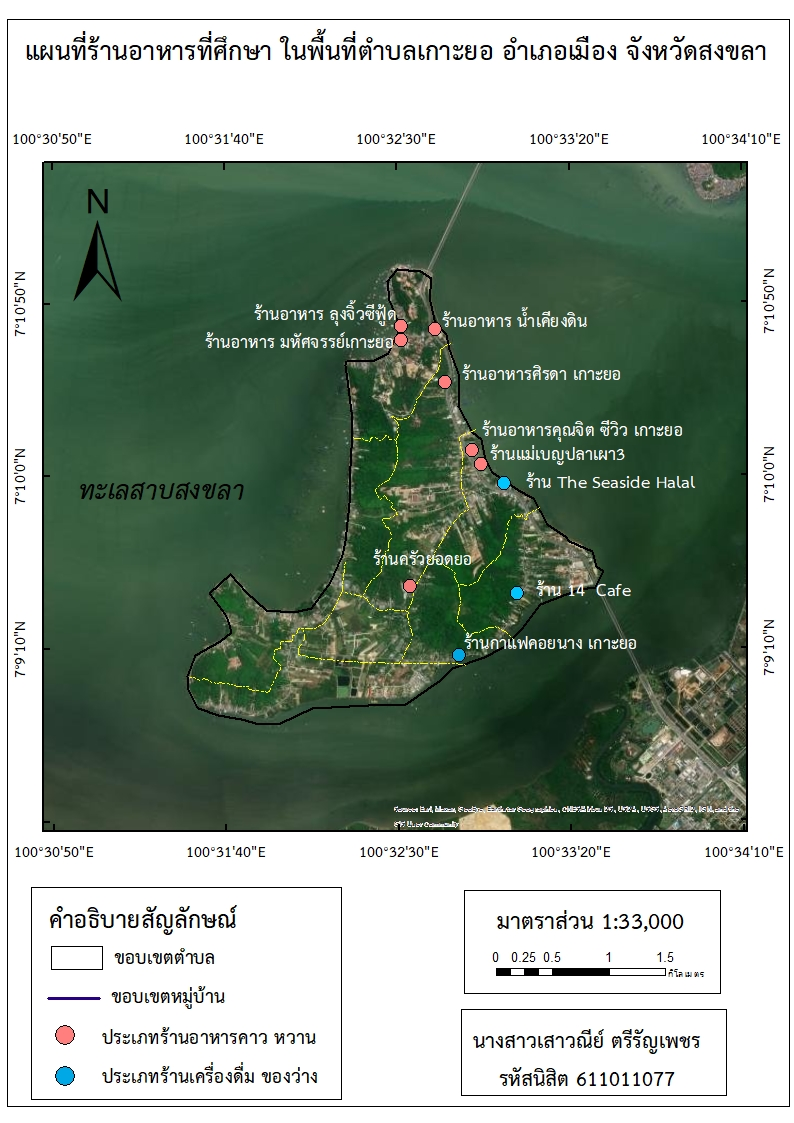 แผนที่ร้านอาหารที่ศึกษา ในพื้นที่ตำบลเกาะยอ อำเภอเมือง จังหวัดสงขลา
100°30'50"E 100°31'40"E 100°32'30"E 100°33'20"E 100°34'10"E
N
7°10'50"N 7°10'50"N
ร้านอาหาร ลุงจิ้วซีฟู้ด
ร้านอาหาร น้ำเคียงดิน
ร้านอาหาร มหัศจรรย์เกาะยอ
ร้านอาหารศิรดา เกาะยอ
ร้านอาหารคุณจิต ซีวิว เกาะยอ
ร้านแม่เบญปลาเผา3
7°10'0"N 7°10'0"N
ร้าน The Seaside Halal
ทะเลสาบสงขลา
ร้านครัวยอดยอ
ร้าน 14 Cafe
7°9'10"N 7°9'10"N
ร้านกาแฟคอยนาง เกาะยอ
100°30'50"E 100°31'40"E 100°32'30"E 100°33'20"E 100°34'10"E
คำอธิบายสัญลักษณ์
ขอบเขตตำบล
ขอบเขตหมู่บ้าน
ประเภทร้านอาหารคาว หวาน
ประเภทร้านเครื่องดื่ม ของว่าง
มาตราส่วน 1:33,000
0 0.25 0.5 1 1.5
กิโลเมตร
นางสาวเสาวณีย์ ตรีรัญเพชร
รหัสนิสิต 611011077